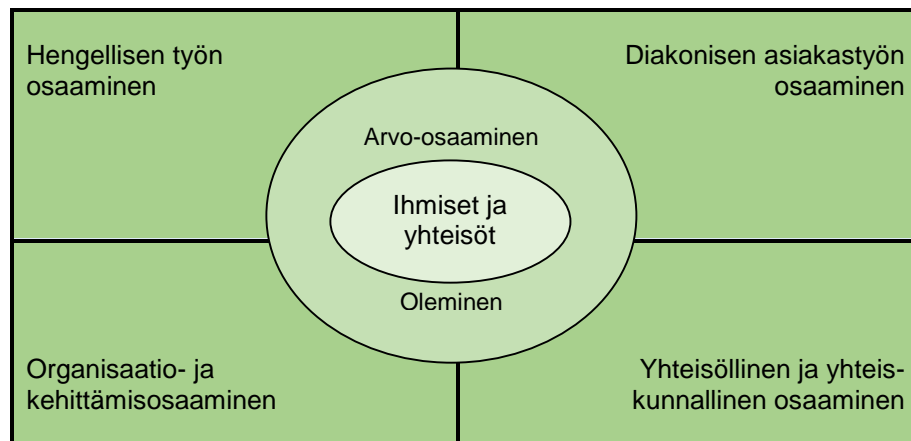 Hengellisen työn
osaaminen
Diakonisen asiakastyön
osaaminen
Arvo-osaaminen
Ihmiset ja
yhteisöt
Oleminen
Organisaatio- ja
kehittämisosaaminen
Yhteisöllinen ja yhteis-
kunnallinen osaaminen